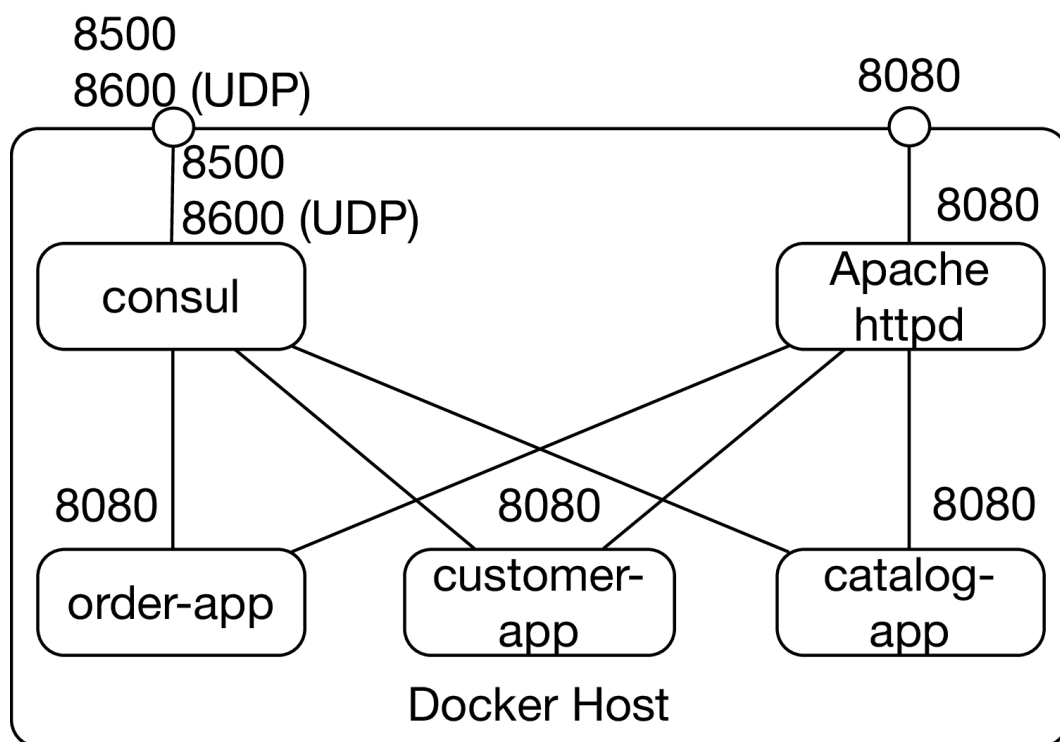 8500
8600 (UDP)
8080
8500
8600 (UDP)
8080
consul
Apache
httpd
8080
8080
8080
order-app
customer-
app
catalog-
app
Docker Host